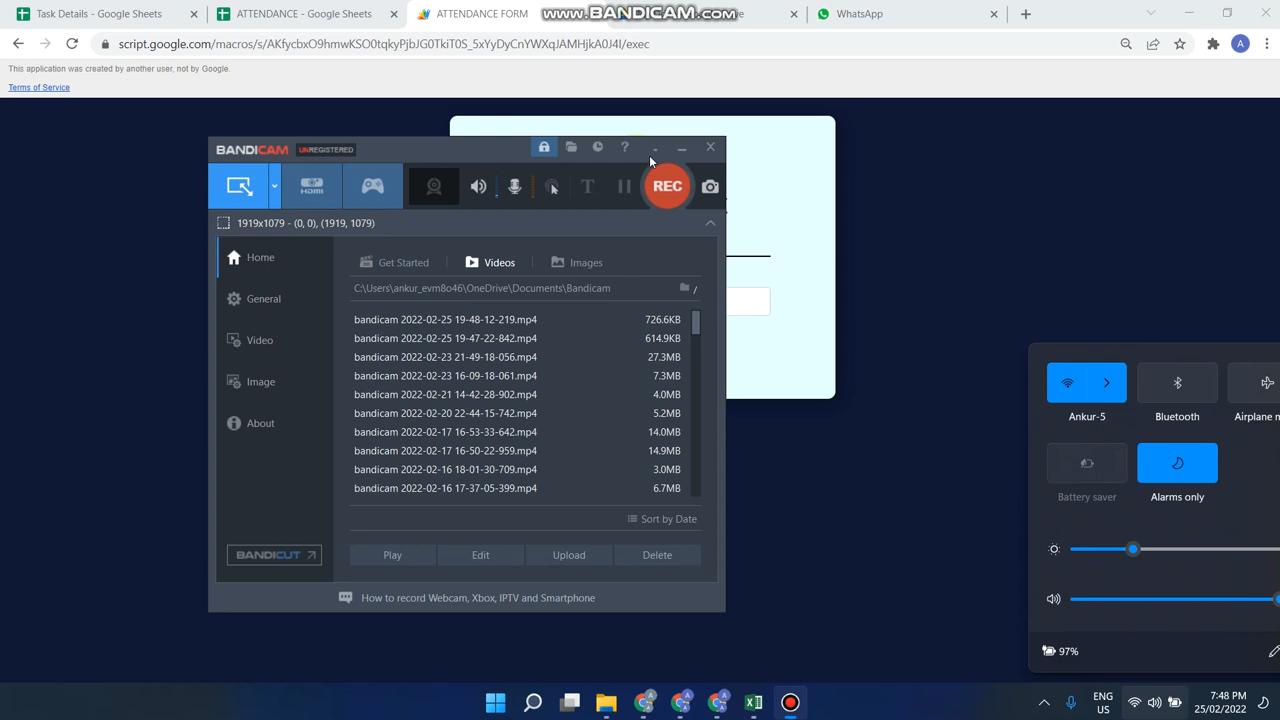 Task Details - Google Sheets
ATTENDANCE - Google Sheets
ATTENDANCE FORM
www.BANDICAM.com
ve
WhatsApp
script.google.com/macros/s/AKfycbxO9hmwKSO0tqkyPjbJG0TkiT0S_5xYyDyCnYWXqJAMHjkA0J4I/exec
A
This application was created by another user, not by Google.
Terms of Service
BANDICAM UNREGISTERED
HDMI
T
REC
1919x1079 - (0, 0), (1919, 1079)
Home
General
Video
Image
About
BANDICUT
Get Started
Videos
Images
C:\Users\ankur_evm8o46\OneDrive\Documents\Bandicam
/
bandicam 2022-02-25 19-48-12-219.mp4 726.6KB
bandicam 2022-02-25 19-47-22-842.mp4 614.9KB
bandicam 2022-02-23 21-49-18-056.mp4 27.3MB
bandicam 2022-02-23 16-09-18-061.mp4 7.3MB
bandicam 2022-02-21 14-42-28-902.mp4 4.0MB
bandicam 2022-02-20 22-44-15-742.mp4 5.2MB
bandicam 2022-02-17 16-53-33-642.mp4 14.0MB
bandicam 2022-02-17 16-50-22-959.mp4 14.9MB
bandicam 2022-02-16 18-01-30-709.mp4 3.0MB
bandicam 2022-02-16 17-37-05-399.mp4 6.7MB
Sort by Date
Play
Edit
Upload
Delete
How to record Webcam, Xbox, IPTV and Smartphone
Ankur-5
Bluetooth
Airplane m
Battery saver
Alarms only
97%
ENG
US
7:48 PM
25/02/2022